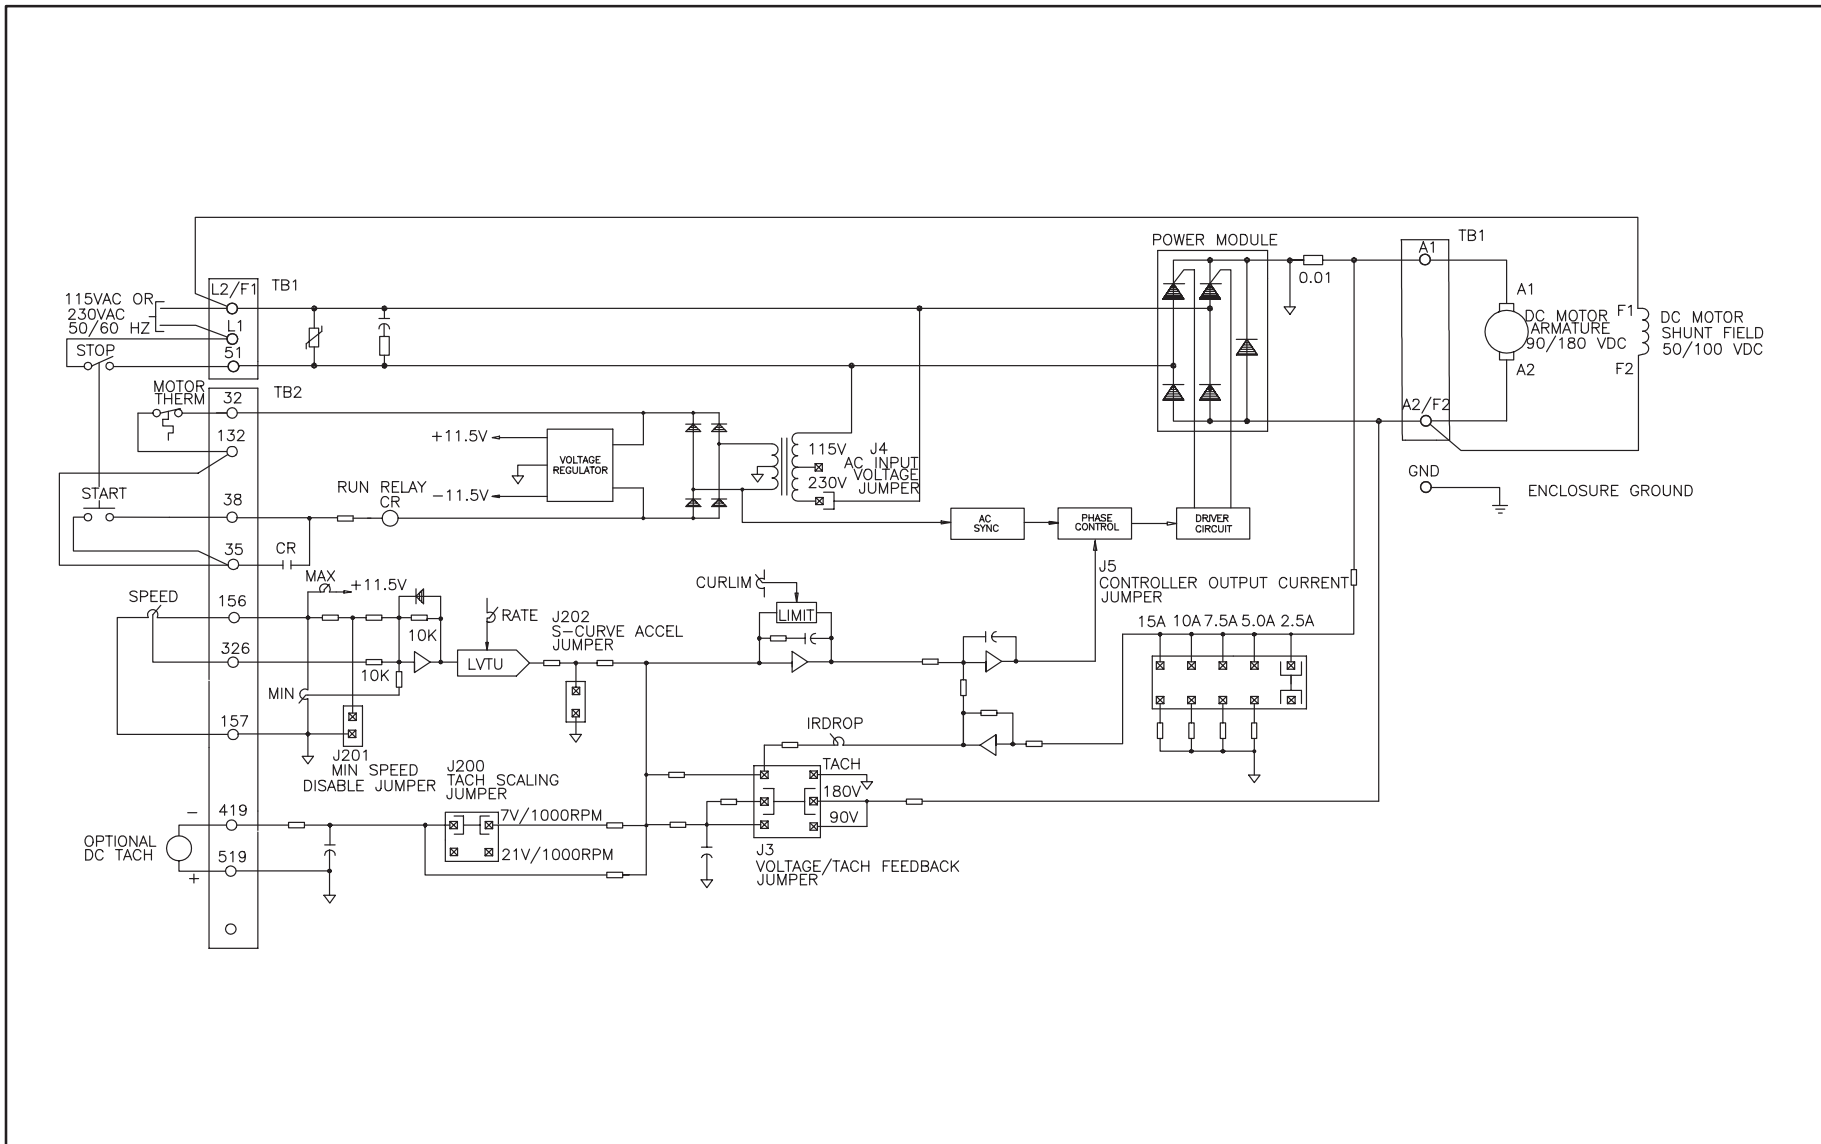 POWER MODULE
TB1
L2/F1
TB1
115VAC OR
230VAC
50/60 HZ
L1
51
STOP
A1
0.01
A1
DC MOTOR
ARMATURE
90/180 VDC
A2
F1
F2
DC MOTOR
SHUNT FIELD
50/100 VDC
A2/F2
GND
ENCLOSURE GROUND
TB2
MOTOR
THERM
32
132
+11.5V
-11.5V
VOLTAGE
REGULATOR
115V
230V
J4
AC INPUT
VOLTAGE
JUMPER
START
38
RUN RELAY
CR
35
CR
AC
SYNC
PHASE
CONTROL
DRIVER
CIRCUIT
MAX
+11.5V
SPEED
156
326
10K
10K
MIN
157
J201
MIN SPEED
DISABLE JUMPER
RATE
LVTU
J202
S-CURVE ACCEL
JUMPER
CURLIM
LIMIT
J5
CONTROLLER OUTPUT CURRENT
JUMPER
15A 10A 7.5A 5.0A 2.5A
IRDROP
TACH
180V
90V
J3
VOLTAGE/TACH FEEDBACK
JUMPER
J200
TACH SCALING
JUMPER
7V/1000RPM
21V/1000RPM
-
419
OPTIONAL
DC TACH
519
+